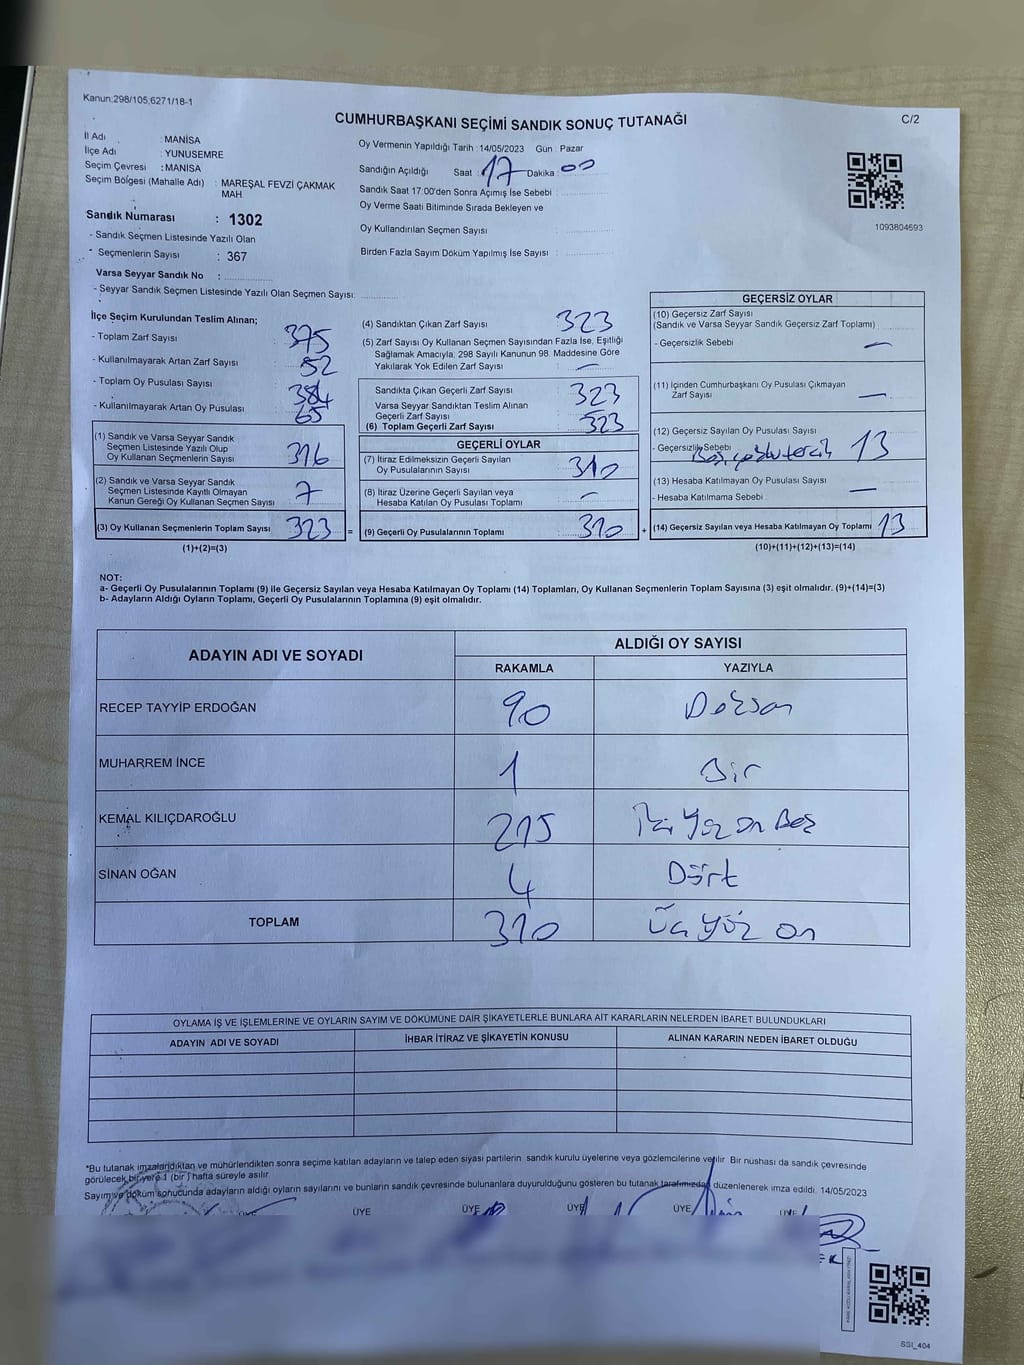 Kanun:298/105,6271/18-1
CUMHURBAŞKANI SEÇİMİ SANDIK SONUÇ TUTANAĞI
C/2
İl Adı : MANİSA
İlçe Adı : YUNUSEMRE
Seçim Çevresi : MANİSA
Seçim Bölgesi (Mahalle Adı) : MAREŞAL FEVZİ ÇAKMAK
MAH
Sandık Numarası : 1302
- Sandık Seçmen Listesinde Yazılı Olan
- Seçmenlerin Sayısı : 367
Varsa Seyyar Sandık No :
- Seyyar Sandık Seçmen Listesinde Yazılı Olan Seçmen Sayısı:
Oy Vermenin Yapıldığı Tarih : 14/05/2023 Gün : Pazar
Sandığın Açıldığı Saat : 17 Dakika : 00
Sandık Saat 17.00'den Sonra Açımış İse Sebebi :
Oy Verme Saati Bitiminde Sırada Bekleyen ve
Oy Kullandırılan Seçmen Sayısı :
Birden Fazla Sayım Döküm Yapılmış İse Sayısı :
1093804693
İlçe Seçim Kurulundan Teslim Alınan;
- Toplam Zarf Sayısı : 375
- Kullanılmayarak Artan Zarf Sayısı : 52
- Toplam Oy Pusulası Sayısı : 384
- Kullanılmayarak Artan Oy Pusulası : 65
(1) Sandık ve Varsa Seyyar Sandık
Seçmen Listesinde Yazılı Olup
Oy Kullanan Seçmenlerin Sayısı : 316
(2) Sandık ve Varsa Seyyar Sandık
Seçmen Listesinde Kayıtlı Olmayan
Kanun Gereği Oy Kullanan Seçmen Sayısı : 7
(3) Oy Kullanan Seçmenlerin Toplam Sayısı : 323 =
(1)+(2)=(3)
(4) Sandıktan Çıkan Zarf Sayısı : 323
(5) Zarf Sayısı Oy Kullanan Seçmen Sayısından Fazla İse, Eşitliği
Sağlamak Amacıyla; 298 Sayılı Kanunun 98. Maddesine Göre
Yakılarak Yok Edilen Zarf Sayısı : —
Sandıkta Çıkan Geçerli Zarf Sayısı : 323
Varsa Seyyar Sandıktan Teslim Alınan
Geçerli Zarf Sayısı :
(6) Toplam Geçerli Zarf Sayısı : 323
GEÇERLİ OYLAR
(7) İtiraz Edilmeksizin Geçerli Sayılan
Oy Pusulalarının Sayısı : 310
(8) İtiraz Üzerine Geçerli Sayılan veya
Hesaba Katılan Oy Pusulası Toplamı : —
(9) Geçerli Oy Pusulalarının Toplamı : 310 +
GEÇERSİZ OYLAR
(10) Geçersiz Zarf Sayısı
(Sandık ve Varsa Seyyar Sandık Geçersiz Zarf Toplamı)
- Geçersizlik Sebebi : —
(11) İçinden Cumhurbaşkanı Oy Pusulası Çıkmayan
Zarf Sayısı : —
(12) Geçersiz Sayılan Oy Pusulası Sayısı : 13
- Geçersizlik Sebebi : Boş, çoklu tercih
(13) Hesaba Katılmayan Oy Pusulası Sayısı : —
- Hesaba Katılmama Sebebi :
(14) Geçersiz Sayılan veya Hesaba Katılmayan Oy Toplamı : 13
(10)+(11)+(12)+(13)=(14)
NOT:
a- Geçerli Oy Pusulalarının Toplamı (9) ile Geçersiz Sayılan veya Hesaba Katılmayan Oy Toplamı (14) Toplamları, Oy Kullanan Seçmenlerin Toplam Sayısına (3) eşit olmalıdır. (9)+(14)=(3)
b- Adayların Aldığı Oyların Toplamı, Geçerli Oy Pusulalarının Toplamına (9) eşit olmalıdır.
ADAYIN ADI VE SOYADI ALDIĞI OY SAYISI
RAKAMLA YAZIYLA
RECEP TAYYİP ERDOĞAN 90 Doksan
MUHARREM İNCE 1 Bir
KEMAL KILIÇDAROĞLU 215 İki Yüz on Beş
SİNAN OĞAN 4 Dört
TOPLAM 310 Üç yüz on
OYLAMA İŞ VE İŞLEMLERİNE VE OYLARIN SAYIM VE DÖKÜMÜNE DAİR ŞİKAYETLERLE BUNLARA AİT KARARLARIN NELERDEN İBARET BULUNDUKLARI
ADAYIN ADI VE SOYADI İHBAR İTİRAZ VE ŞİKAYETİN KONUSU ALINAN KARARIN NEDEN İBARET OLDUĞU
*Bu tutanak imzalandıktan ve mühürlendikten sonra seçime katılan adayların ve talep eden siyasi partilerin sandık kurulu üyelerine veya gözlemcilerine verilir. Bir nüshası da sandık çevresinde
görülecek bir yere 1 (bir) hafta süreyle asılır.
Sayım ve döküm sonucunda adayların aldığı oyların sayılarını ve bunların sandık çevresinde bulunanlara duyurulduğunu gösteren bu tutanak tarafımızdan düzenlenerek imza edildi. 14/05/2023
ÜYE ÜYE ÜYE ÜYE ÜYE
SSİ_404